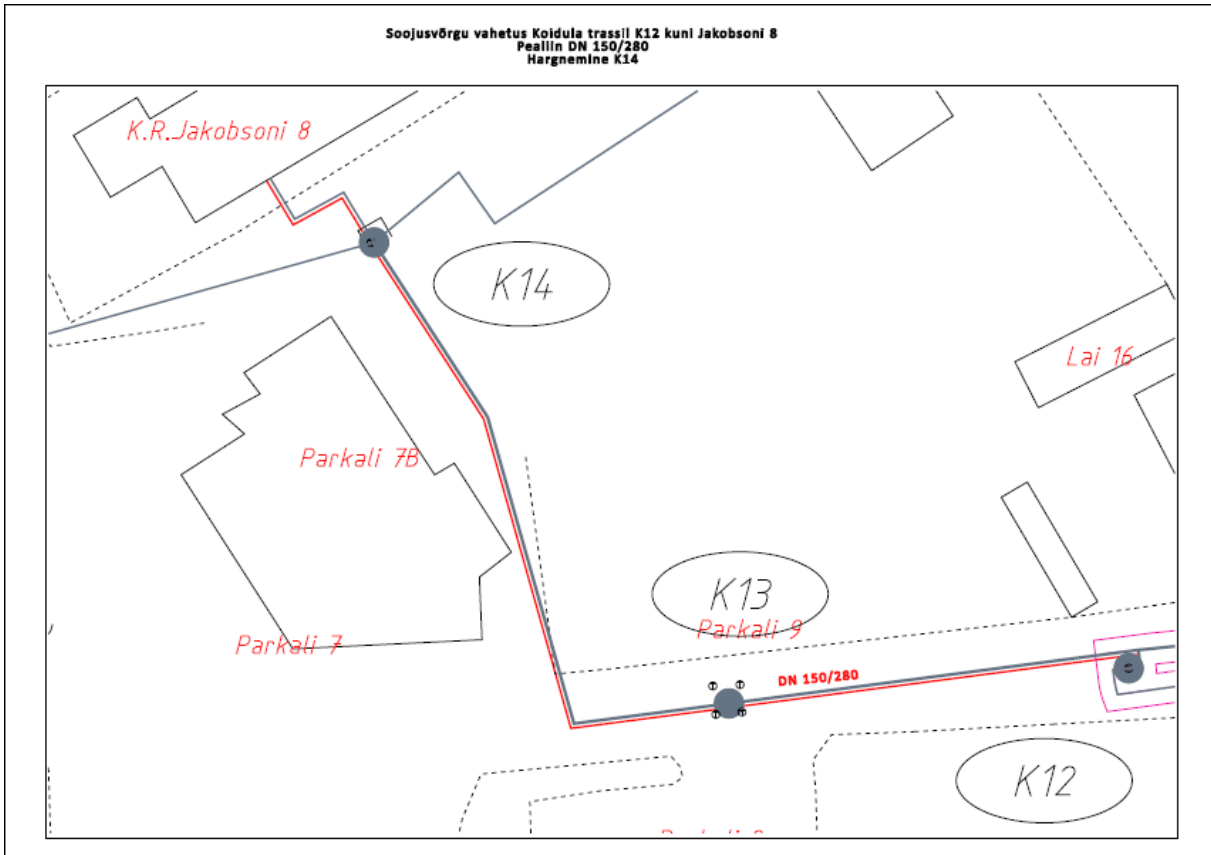 Soojusvõrgu vahetus Koidula trassil K12 kuni Jakobsoni 8
Pealiin DN 150/280
Hargnemine K14
K.R.Jakobsoni 8
K14
Lai 16
Parkali 7B
K13
Parkali 9
Parkali 7
DN 150/280
K12